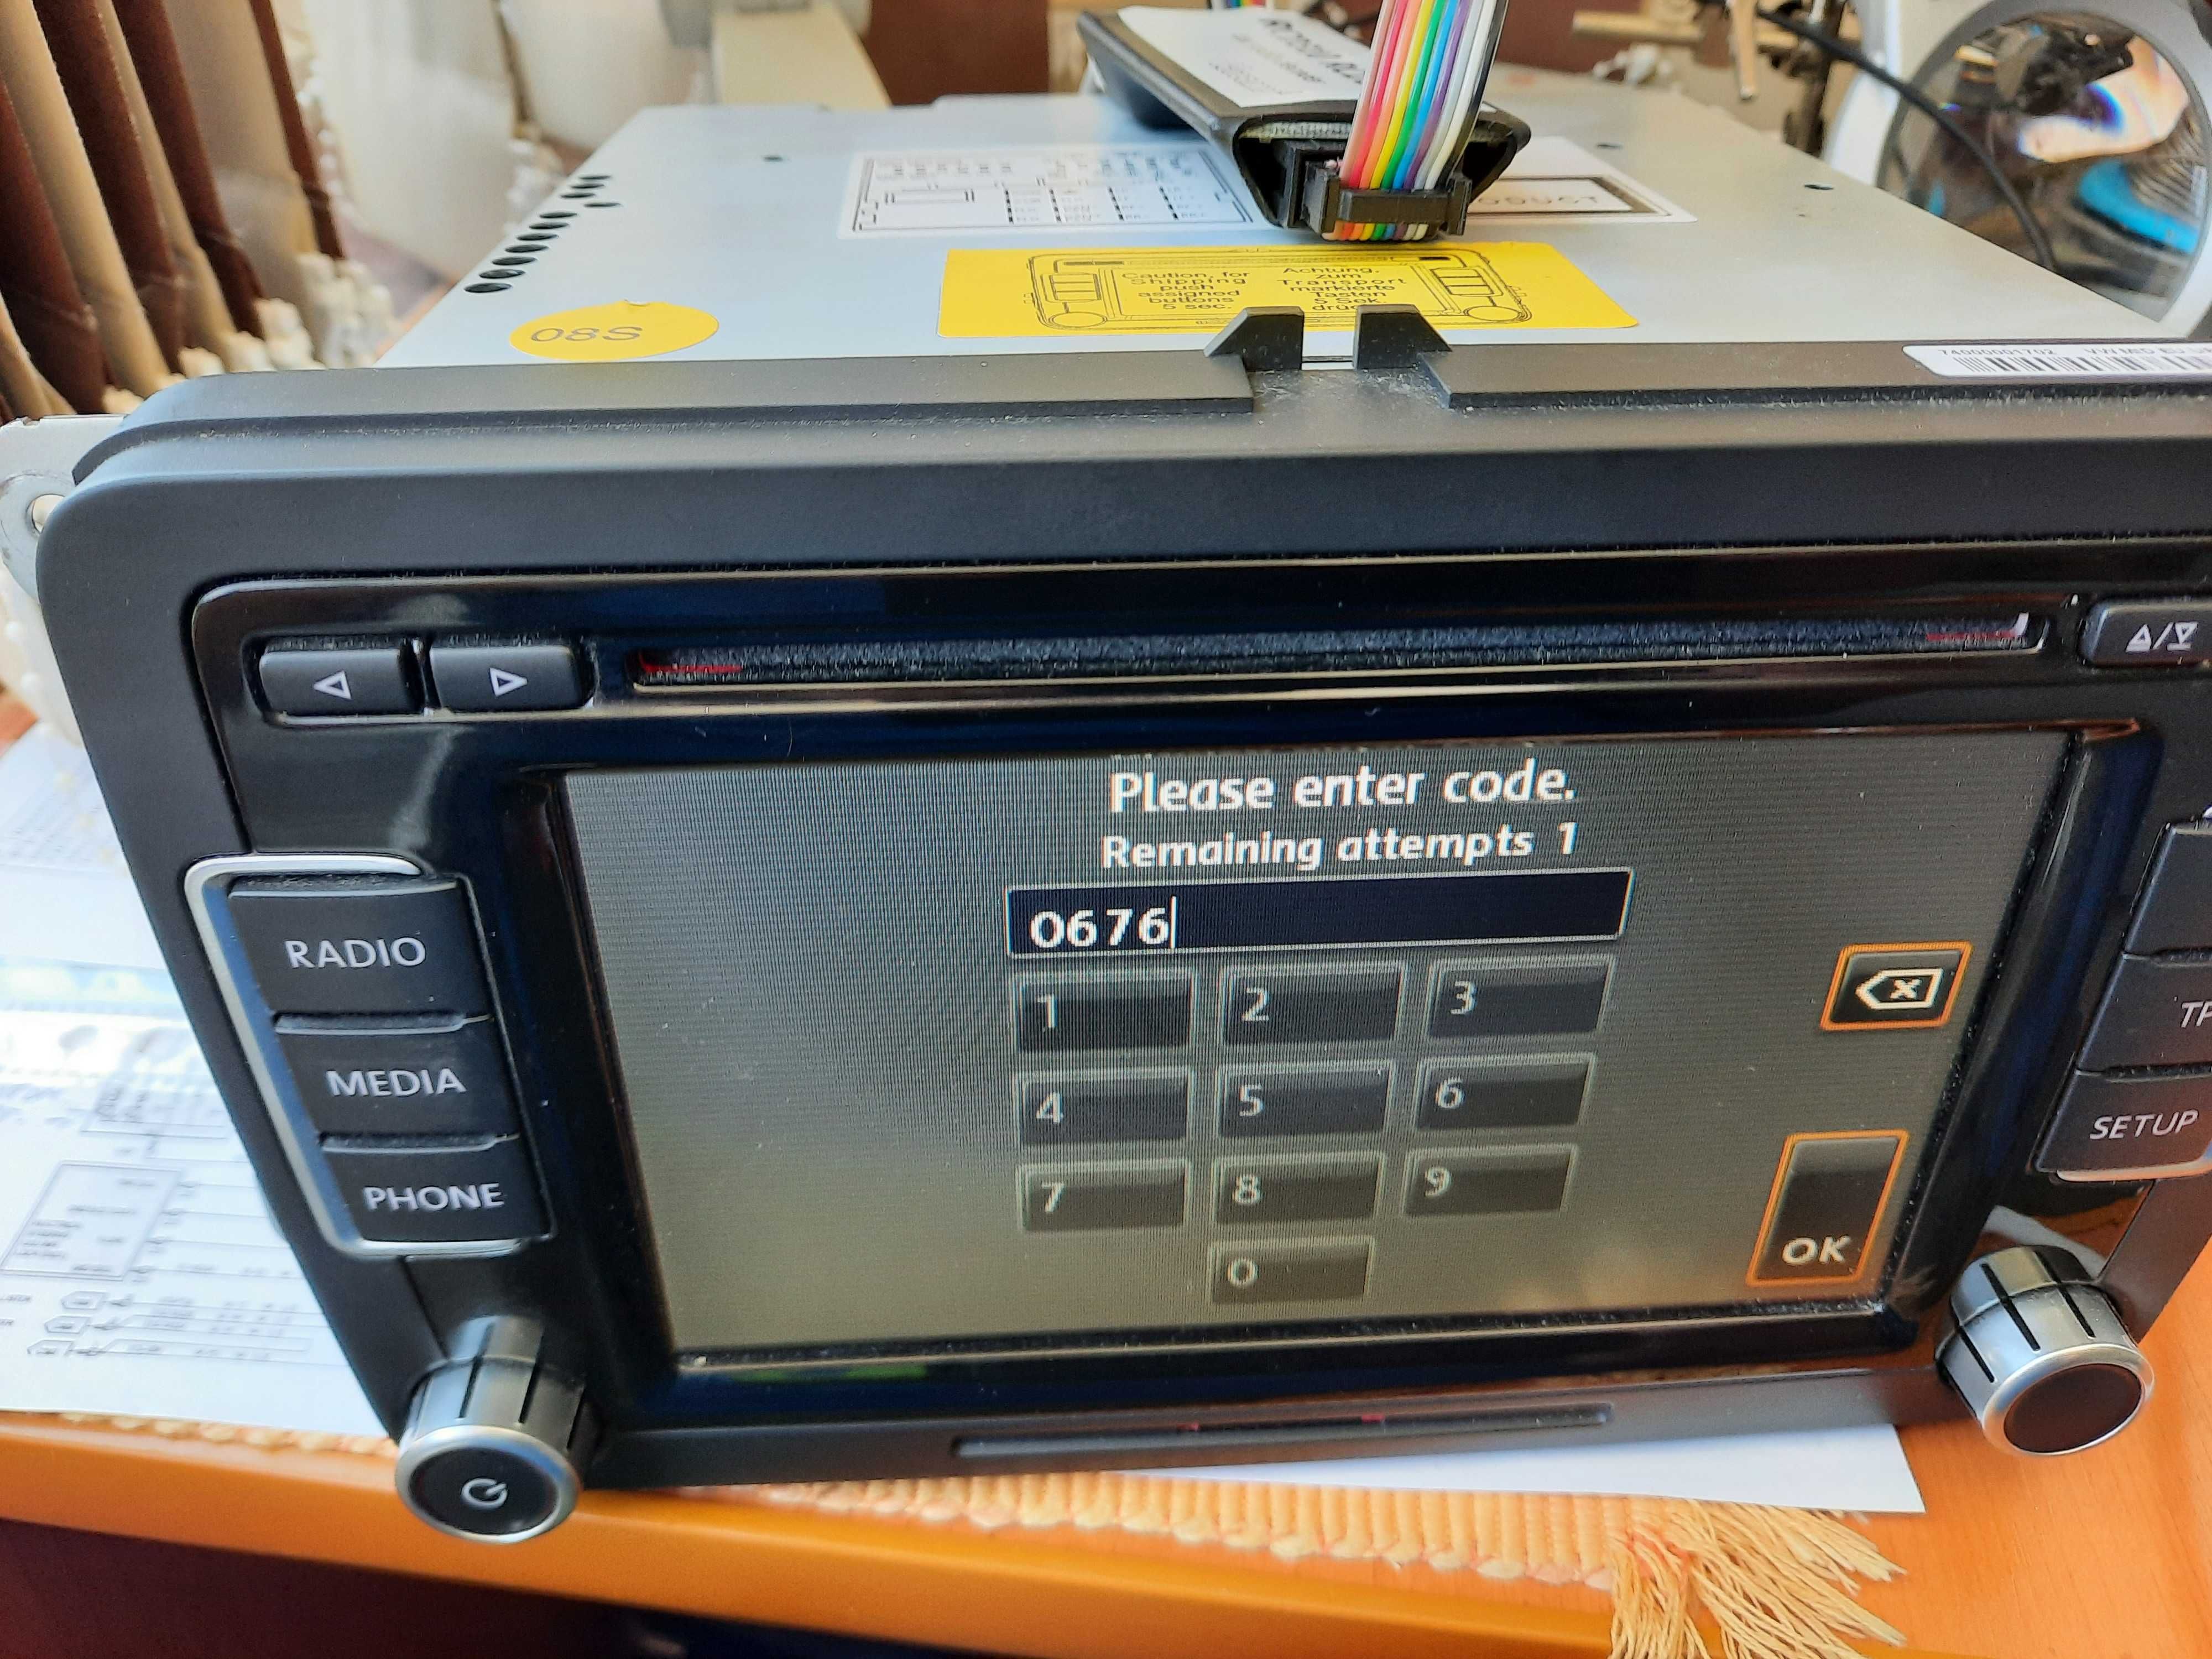 Caution, for
Shipping
push
assigned
buttons
5 sec.
Achtung,
zum
Transport
markierte
Tasten
5 Sek.
08S
Please enter code.
Remaining attempts 1
0676
1 2 3
4 5 6
7 8 9
0
OK
RADIO
MEDIA
PHONE
SETUP